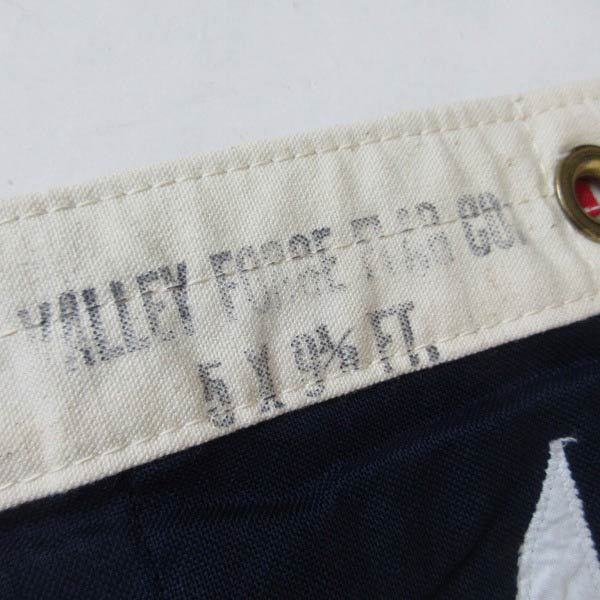 VALLEY FORGE FLAG CO.
5 X 9½ FT.